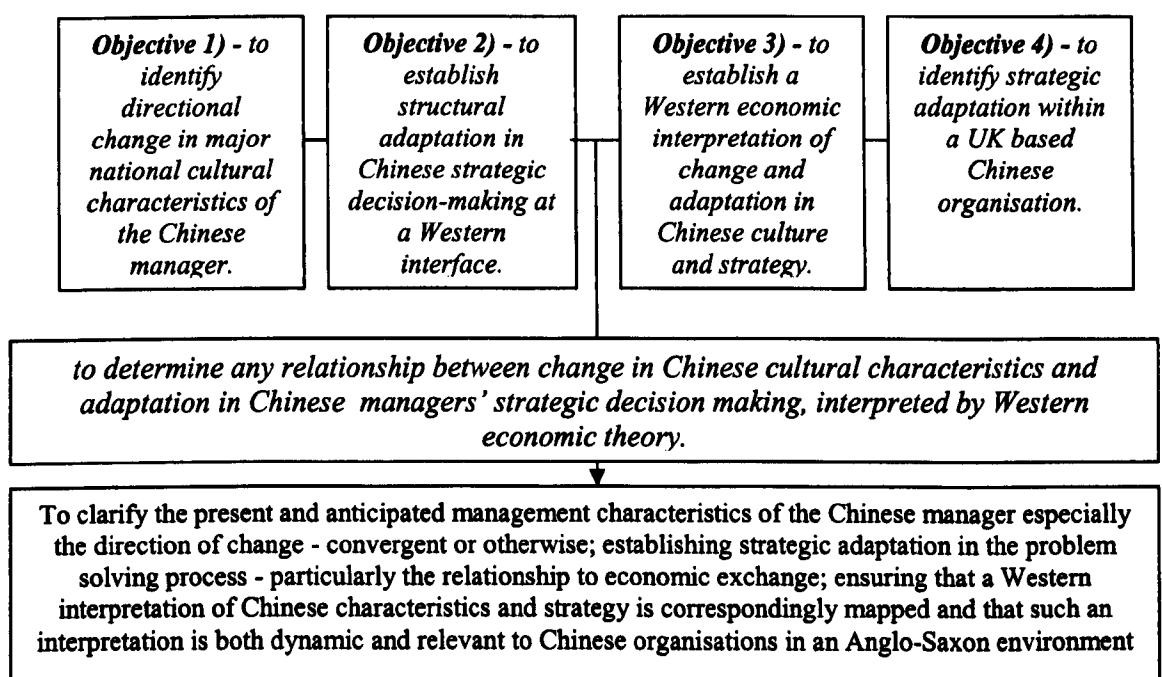 Objective 1) - to
identify
directional
change in major
national cultural
characteristics of
the Chinese
manager.
Objective 2) - to
establish
structural
adaptation in
Chinese strategic
decision-making at
a Western
interface.
Objective 3) - to
establish a
Western economic
interpretation of
change and
adaptation in
Chinese culture
and strategy.
Objective 4) - to
identify strategic
adaptation within
a UK based
Chinese
organisation.
to determine any relationship between change in Chinese cultural characteristics and
adaptation in Chinese managers' strategic decision making, interpreted by Western
economic theory.
To clarify the present and anticipated management characteristics of the Chinese manager especially
the direction of change - convergent or otherwise; establishing strategic adaptation in the problem
solving process - particularly the relationship to economic exchange; ensuring that a Western
interpretation of Chinese characteristics and strategy is correspondingly mapped and that such an
interpretation is both dynamic and relevant to Chinese organisations in an Anglo-Saxon environment